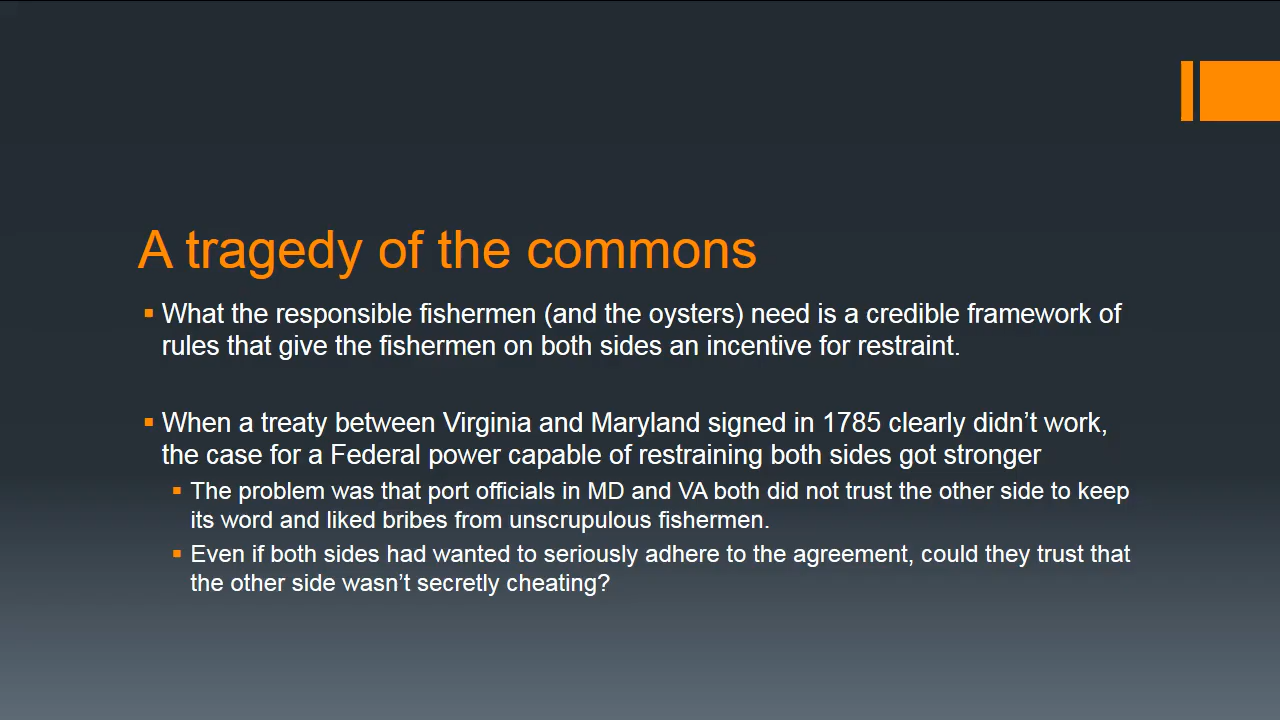 A tragedy of the commons
What the responsible fishermen (and the oysters) need is a credible framework of
rules that give the fishermen on both sides an incentive for restraint.
When a treaty between Virginia and Maryland signed in 1785 clearly didn’t work,
the case for a Federal power capable of restraining both sides got stronger
The problem was that port officials in MD and VA both did not trust the other side to keep
its word and liked bribes from unscrupulous fishermen.
Even if both sides had wanted to seriously adhere to the agreement, could they trust that
the other side wasn’t secretly cheating?